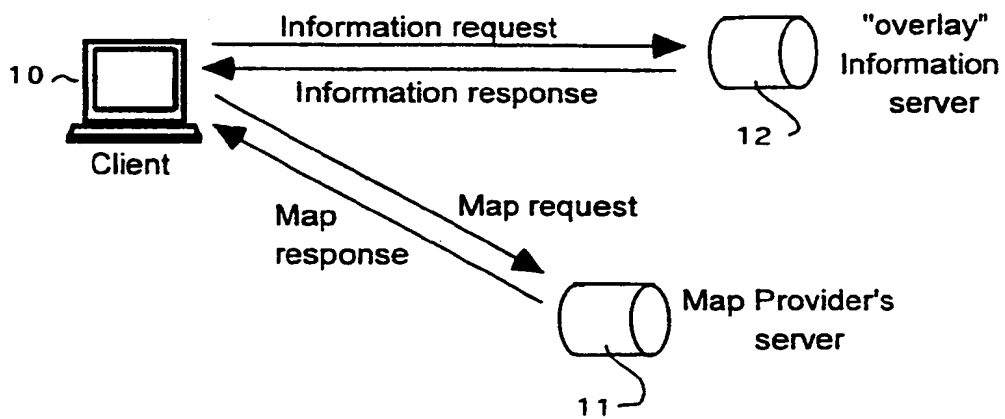 Information request
"overlay"
Information
server
10
Information response
12
Client
Map request
Map
response
Map Provider's
server
11